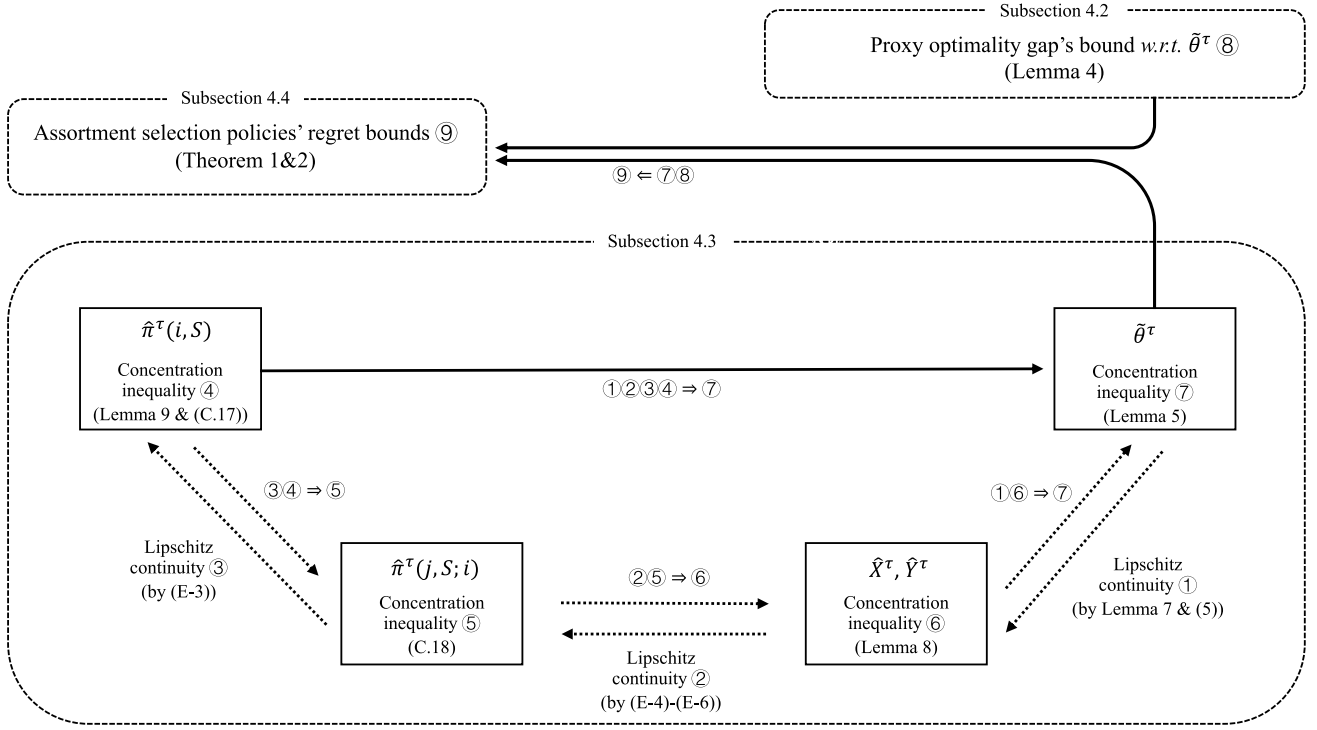 Subsection 4.2
Proxy optimality gap's bound w.r.t. θ̃^τ ⑧
(Lemma 4)
Subsection 4.4
Assortment selection policies' regret bounds ⑨
(Theorem 1&2)
⑨ ⇐ ⑦⑧
Subsection 4.3
π̂^τ(i, S)
Concentration
inequality ④
(Lemma 9 & (C.17))
①②③④ ⇒ ⑦
θ̃^τ
Concentration
inequality ⑦
(Lemma 5)
③④ ⇒ ⑤
Lipschitz
continuity ③
(by (E-3))
π̂^τ(j, S; i)
Concentration
inequality ⑤
(C.18)
②⑤ ⇒ ⑥
Lipschitz
continuity ②
(by (E-4)-(E-6))
X̂^τ, Ŷ^τ
Concentration
inequality ⑥
(Lemma 8)
①⑥ ⇒ ⑦
Lipschitz
continuity ①
(by Lemma 7 & (5))